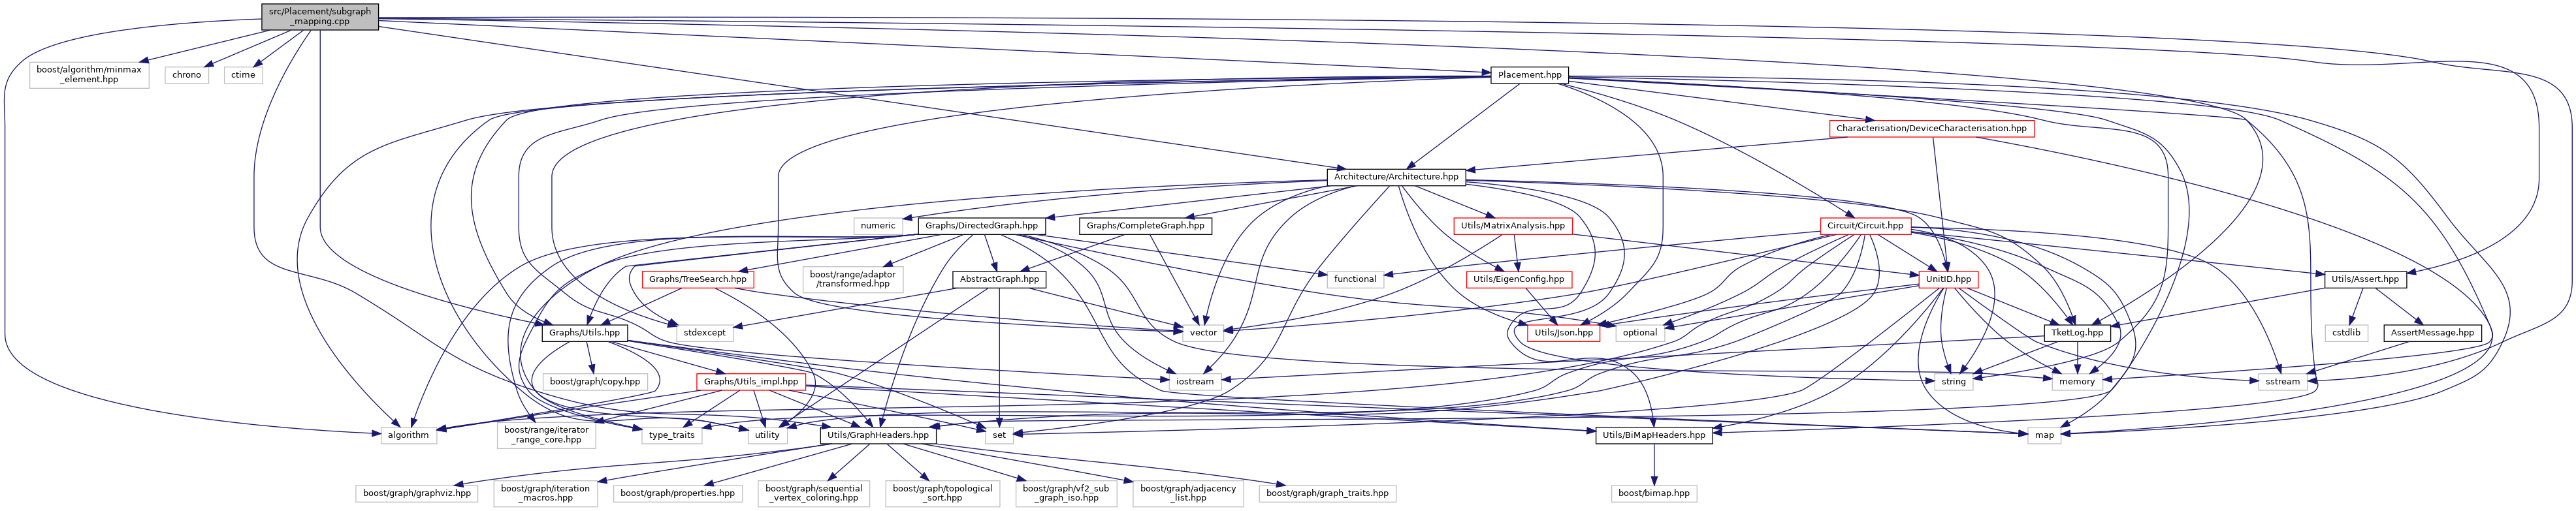 src/Placement/subgraph
_mapping.cpp
boost/algorithm/minmax
_element.hpp
chrono
ctime
Placement.hpp
Characterisation/DeviceCharacterisation.hpp
Architecture/Architecture.hpp
numeric
Graphs/DirectedGraph.hpp
Graphs/CompleteGraph.hpp
Utils/MatrixAnalysis.hpp
Circuit/Circuit.hpp
Graphs/TreeSearch.hpp
boost/range/adaptor
/transformed.hpp
AbstractGraph.hpp
functional
Utils/EigenConfig.hpp
UnitID.hpp
Utils/Assert.hpp
Graphs/Utils.hpp
stdexcept
vector
Utils/Json.hpp
optional
TketLog.hpp
cstdlib
AssertMessage.hpp
boost/graph/copy.hpp
Graphs/Utils_impl.hpp
iostream
string
memory
sstream
algorithm
boost/range/iterator
_range_core.hpp
type_traits
utility
Utils/GraphHeaders.hpp
set
Utils/BiMapHeaders.hpp
map
boost/graph/graphviz.hpp
boost/graph/iteration
_macros.hpp
boost/graph/properties.hpp
boost/graph/sequential
_vertex_coloring.hpp
boost/graph/topological
_sort.hpp
boost/graph/vf2_sub
_graph_iso.hpp
boost/graph/adjacency
_list.hpp
boost/graph/graph_traits.hpp
boost/bimap.hpp